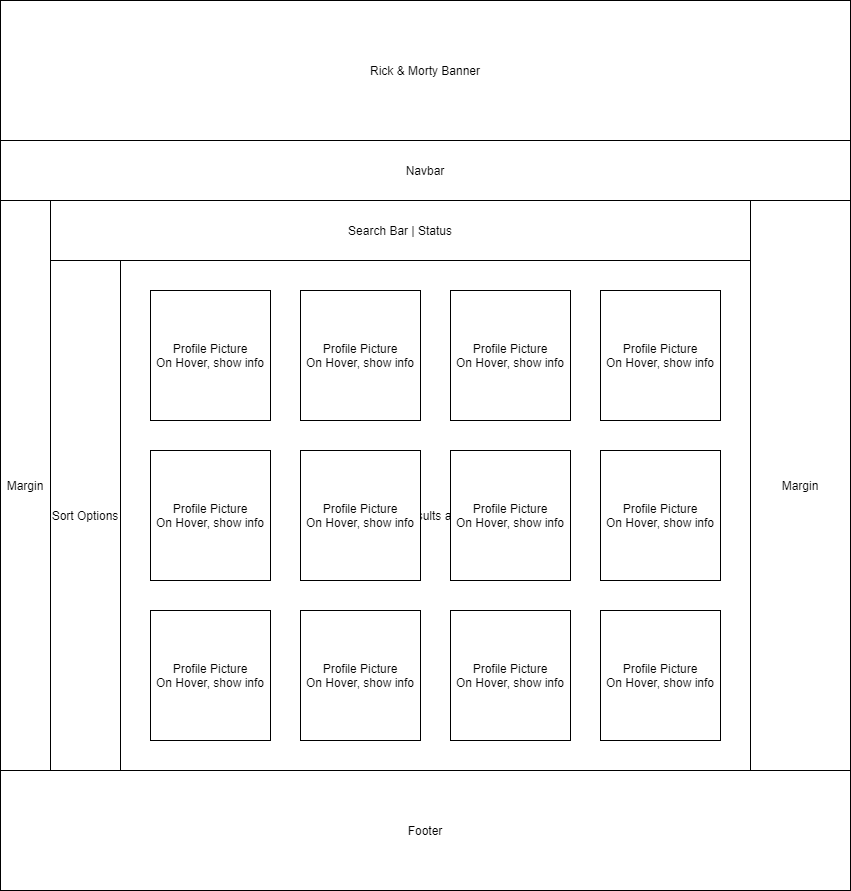 Rick & Morty Banner
Navbar
Search Bar | Status
Profile Picture
On Hover, show info
Profile Picture
On Hover, show info
Profile Picture
On Hover, show info
Profile Picture
On Hover, show info
Margin
Sort Options
Profile Picture
On Hover, show info
Profile Picture
On Hover, show info
Profile Picture
On Hover, show info
Profile Picture
On Hover, show info
Margin
Profile Picture
On Hover, show info
Profile Picture
On Hover, show info
Profile Picture
On Hover, show info
Profile Picture
On Hover, show info
Footer